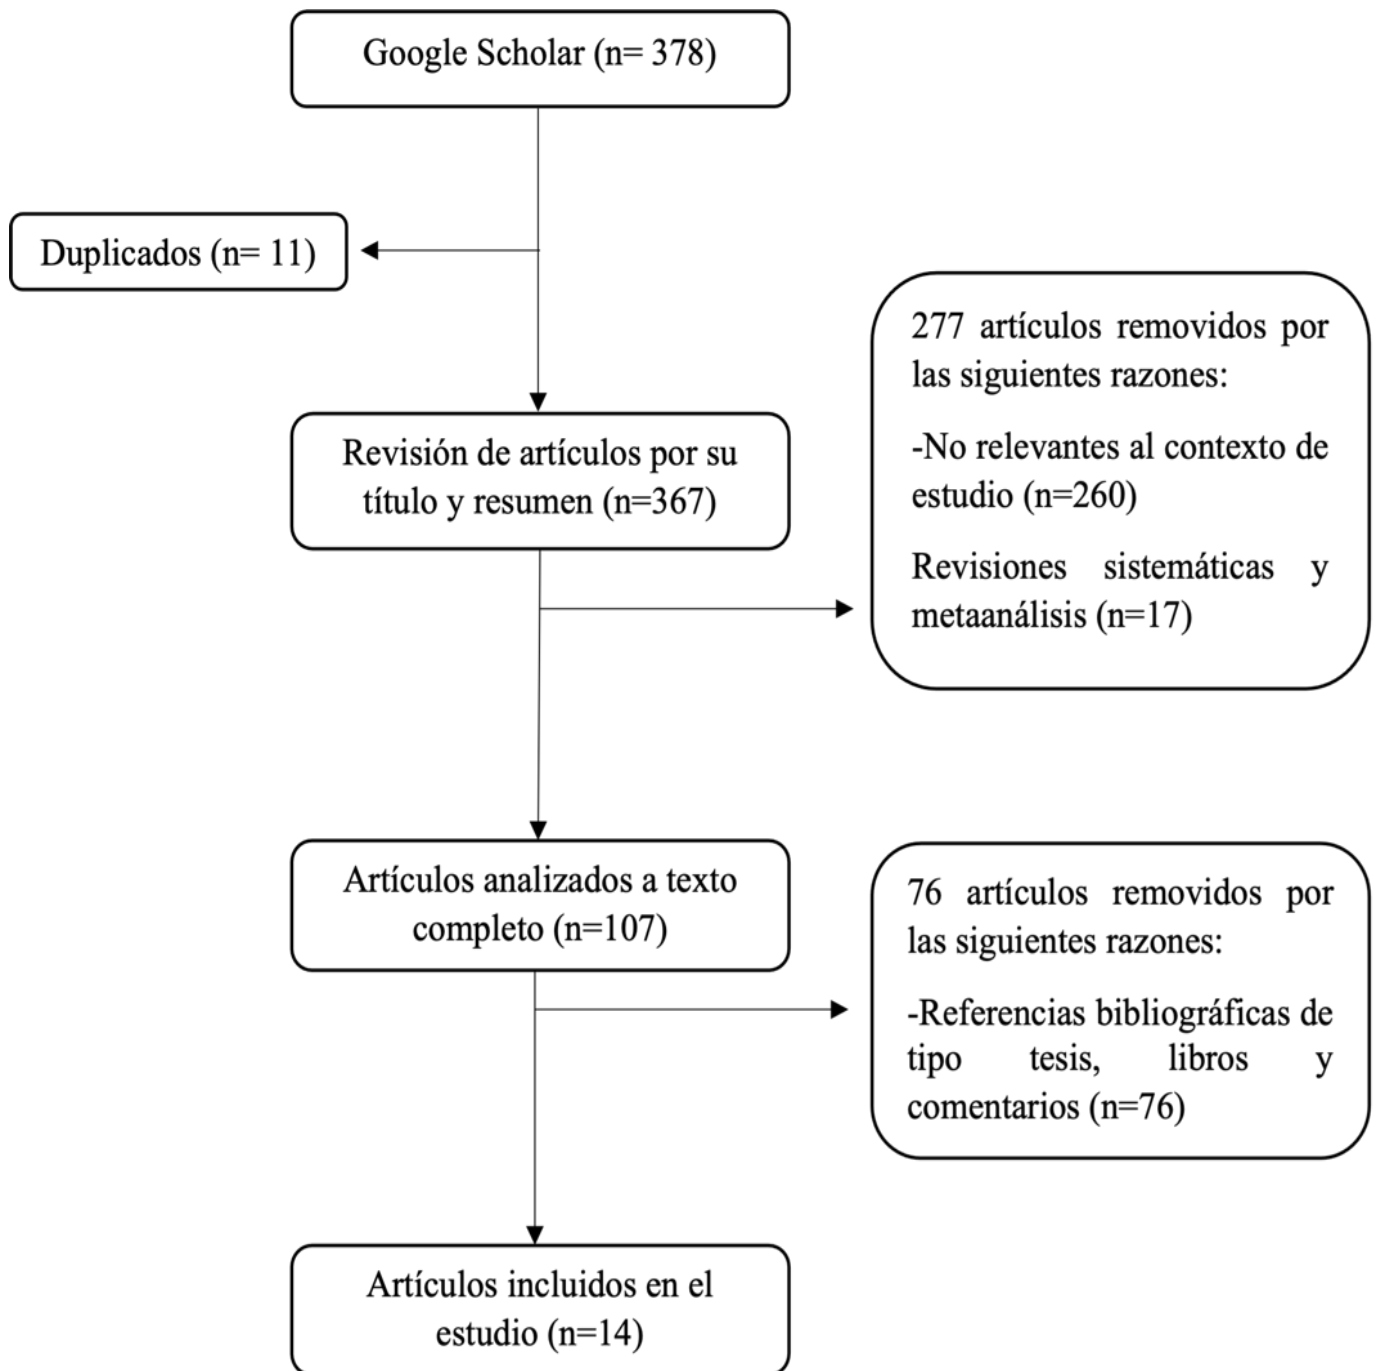 Google Scholar (n= 378)
Duplicados (n= 11)
277 artículos removidos por
las siguientes razones:
-No relevantes al contexto de
estudio (n=260)
Revisiones sistemáticas y
metaanálisis (n=17)
Revisión de artículos por su
título y resumen (n=367)
Artículos analizados a texto
completo (n=107)
76 artículos removidos por
las siguientes razones:
-Referencias bibliográficas de
tipo tesis, libros y
comentarios (n=76)
Artículos incluidos en el
estudio (n=14)